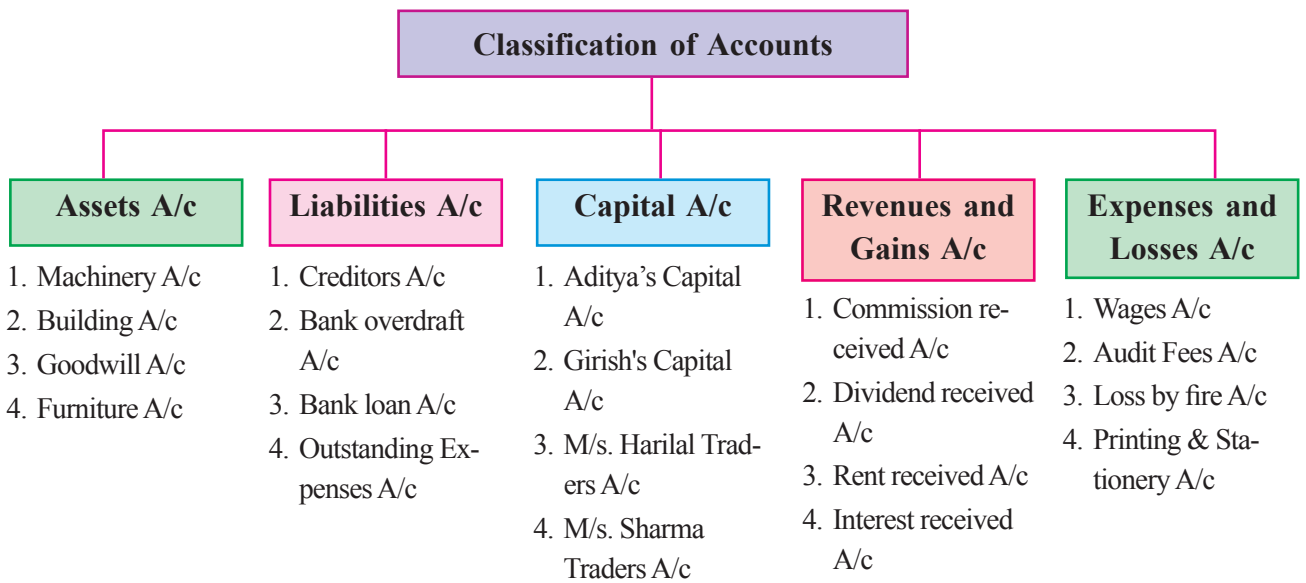 Classification of Accounts
Assets A/c
1. Machinery A/c
2. Building A/c
3. Goodwill A/c
4. Furniture A/c
Liabilities A/c
1. Creditors A/c
2. Bank overdraft
A/c
3. Bank loan A/c
4. Outstanding Ex-
penses A/c
Capital A/c
1. Aditya’s Capital
A/c
2. Girish's Capital
A/c
3. M/s. Harilal Trad-
ers A/c
4. M/s. Sharma
Traders A/c
Revenues and
Gains A/c
1. Commission re-
ceived A/c
2. Dividend received
A/c
3. Rent received A/c
4. Interest received
A/c
Expenses and
Losses A/c
1. Wages A/c
2. Audit Fees A/c
3. Loss by fire A/c
4. Printing & Sta-
tionery A/c